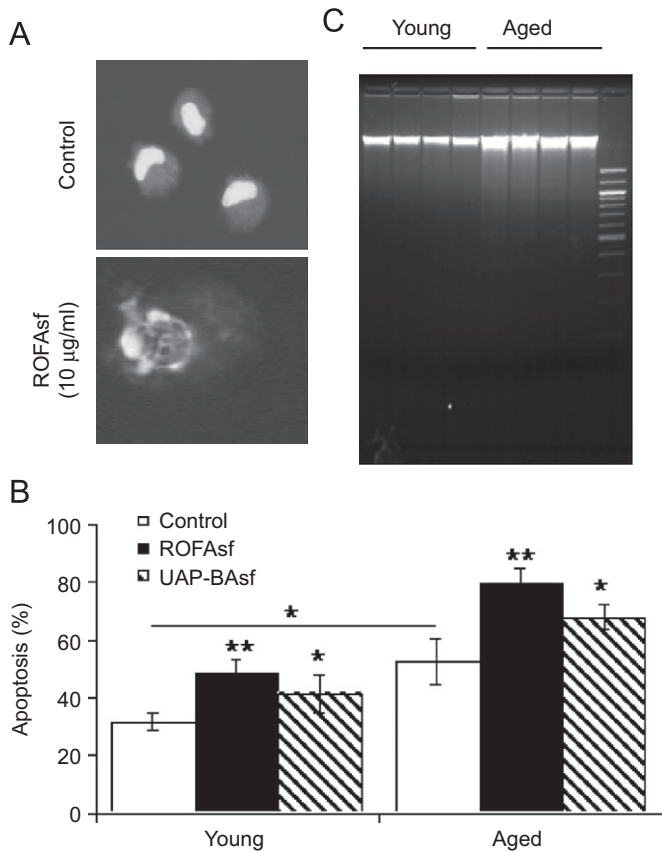 A
Control
ROFAsf
(10 µg/ml)
C
Young Aged
B
Apoptosis (%)
100
80
60
40
20
0
Control
ROFAsf
UAP-BAsf
*
**
*
**
*
Young Aged